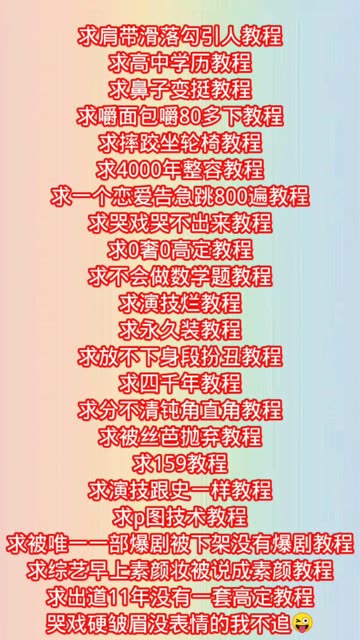 求肩带滑落勾引人教程
求高中学历教程
求鼻子变挺教程
求嚼面包嚼80多下教程
求摔跤坐轮椅教程
求4000年整容教程
求一个恋爱告急跳800遍教程
求哭戏哭不出来教程
求0奢0高定教程
求不会做数学题教程
求演技烂教程
求永久装教程
求放不下身段扮丑教程
求四千年教程
求分不清钝角直角教程
求被丝芭抛弃教程
求159教程
求演技跟史一样教程
求p图技术教程
求被唯一一部爆剧被下架没有爆剧教程
求综艺早上素颜妆被说成素颜教程
求出道11年没有一套高定教程
哭戏硬皱眉没表情的我不追😜